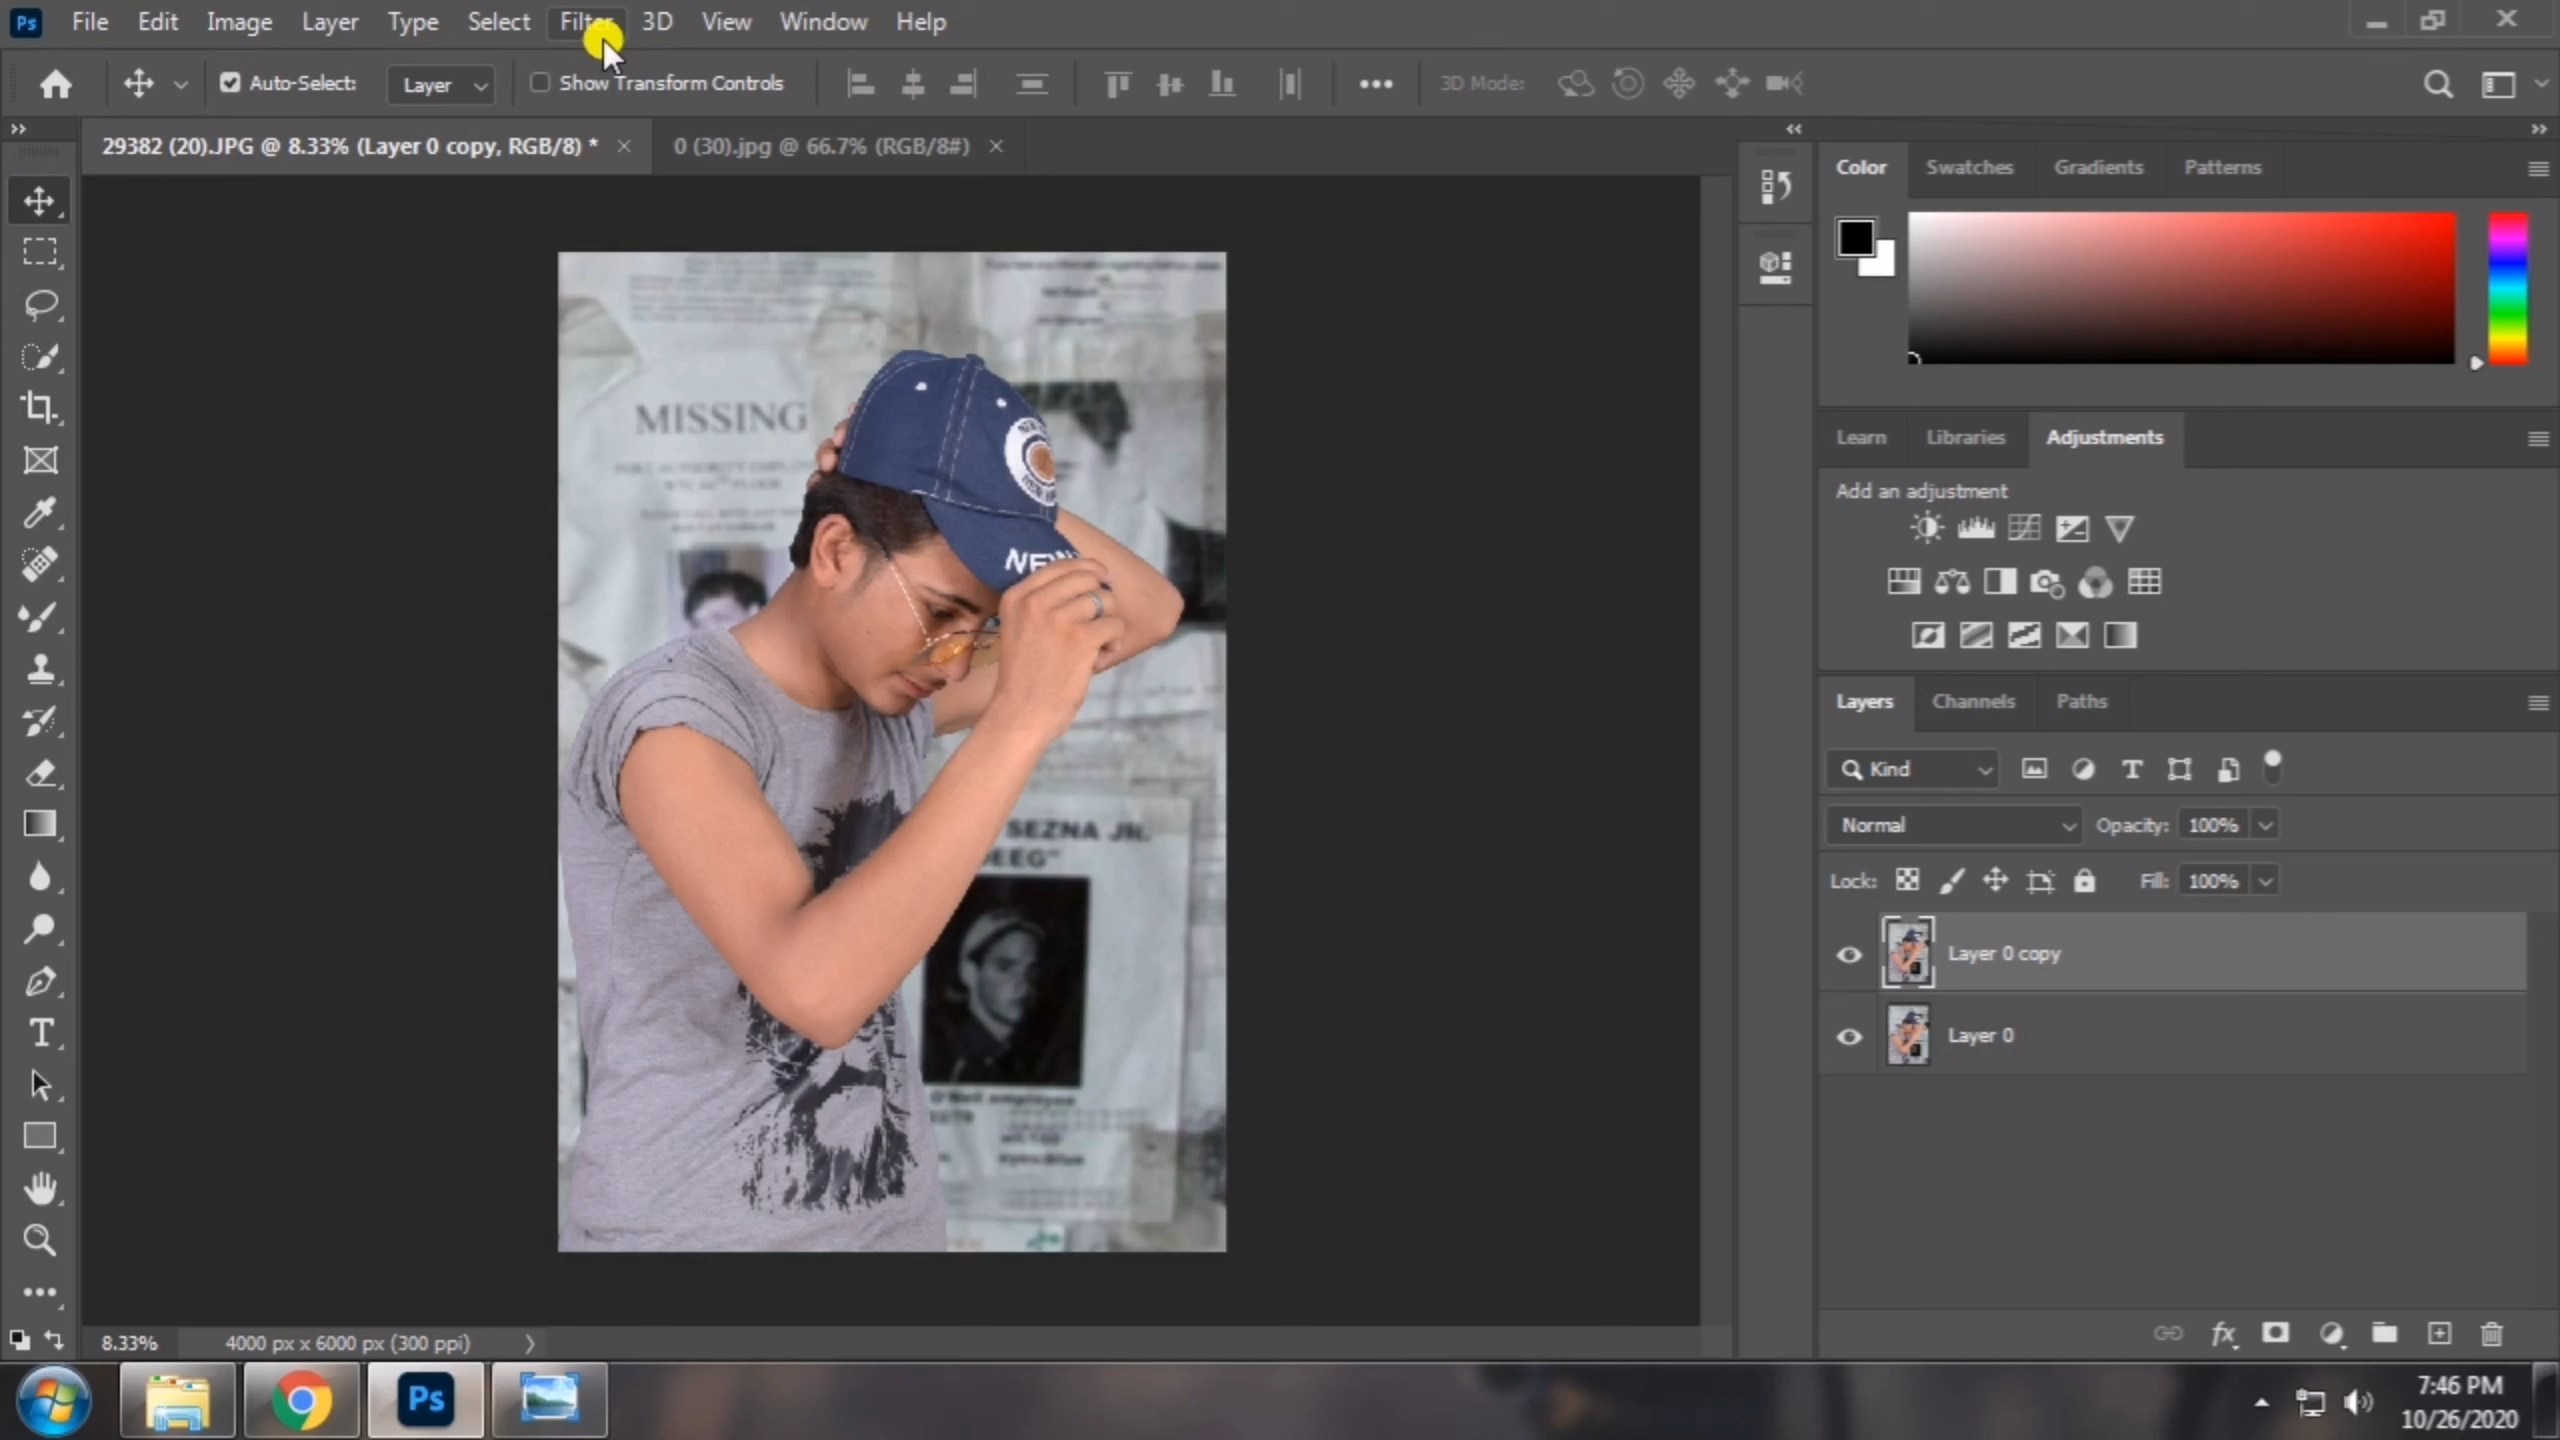 Ps File Edit Image Layer Type Select Filter 3D View Window Help
Auto-Select: Layer Show Transform Controls 3D Mode:
29382 (20).JPG @ 8.33% (Layer 0 copy, RGB/8) * × 0 (30).jpg @ 66.7% (RGB/8#) ×
Color Swatches Gradients Patterns
MISSING
NEW
SEZNA JR.
Learn Libraries Adjustments
Add an adjustment
Layers Channels Paths
Kind
Normal Opacity: 100%
Lock: Fill: 100%
Layer 0 copy
Layer 0
8.33% 4000 px x 6000 px (300 ppi)
Ps
7:46 PM
10/26/2020